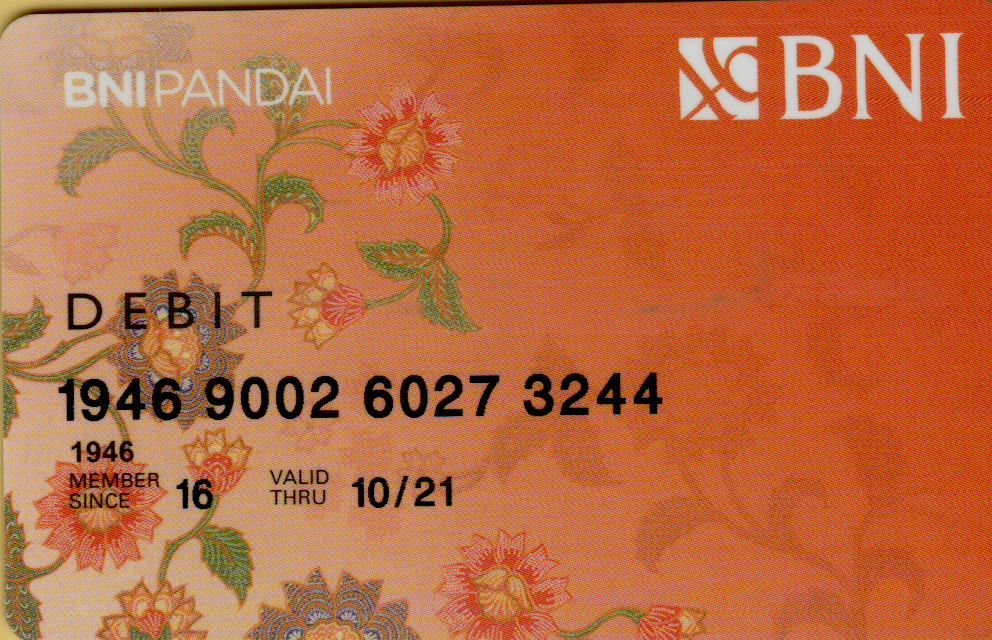 BNI PANDAI
BNI
DEBIT
1946 9002 6027 3244
1946
MEMBER SINCE 16
VALID THRU 10/21